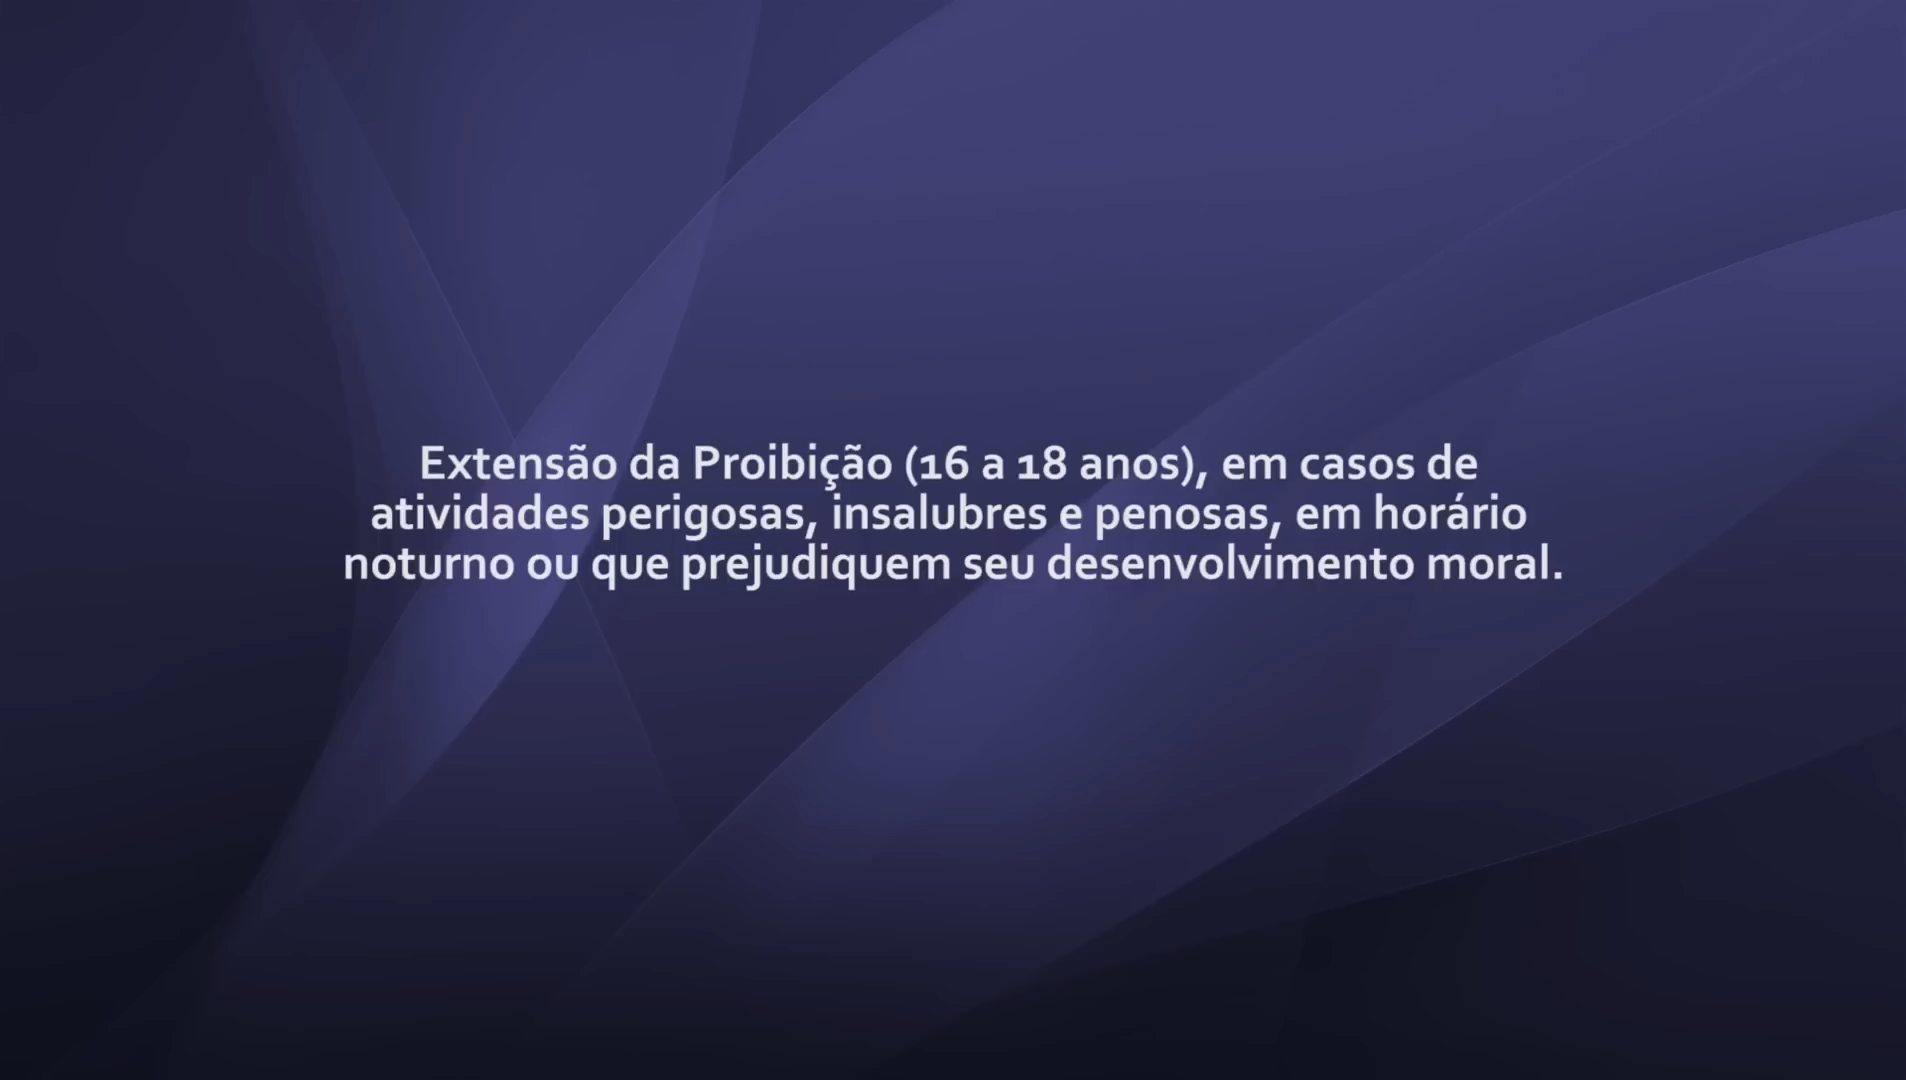 Extensão da Proibição (16 a 18 anos), em casos de
atividades perigosas, insalubres e penosas, em horário
noturno ou que prejudiquem seu desenvolvimento moral.